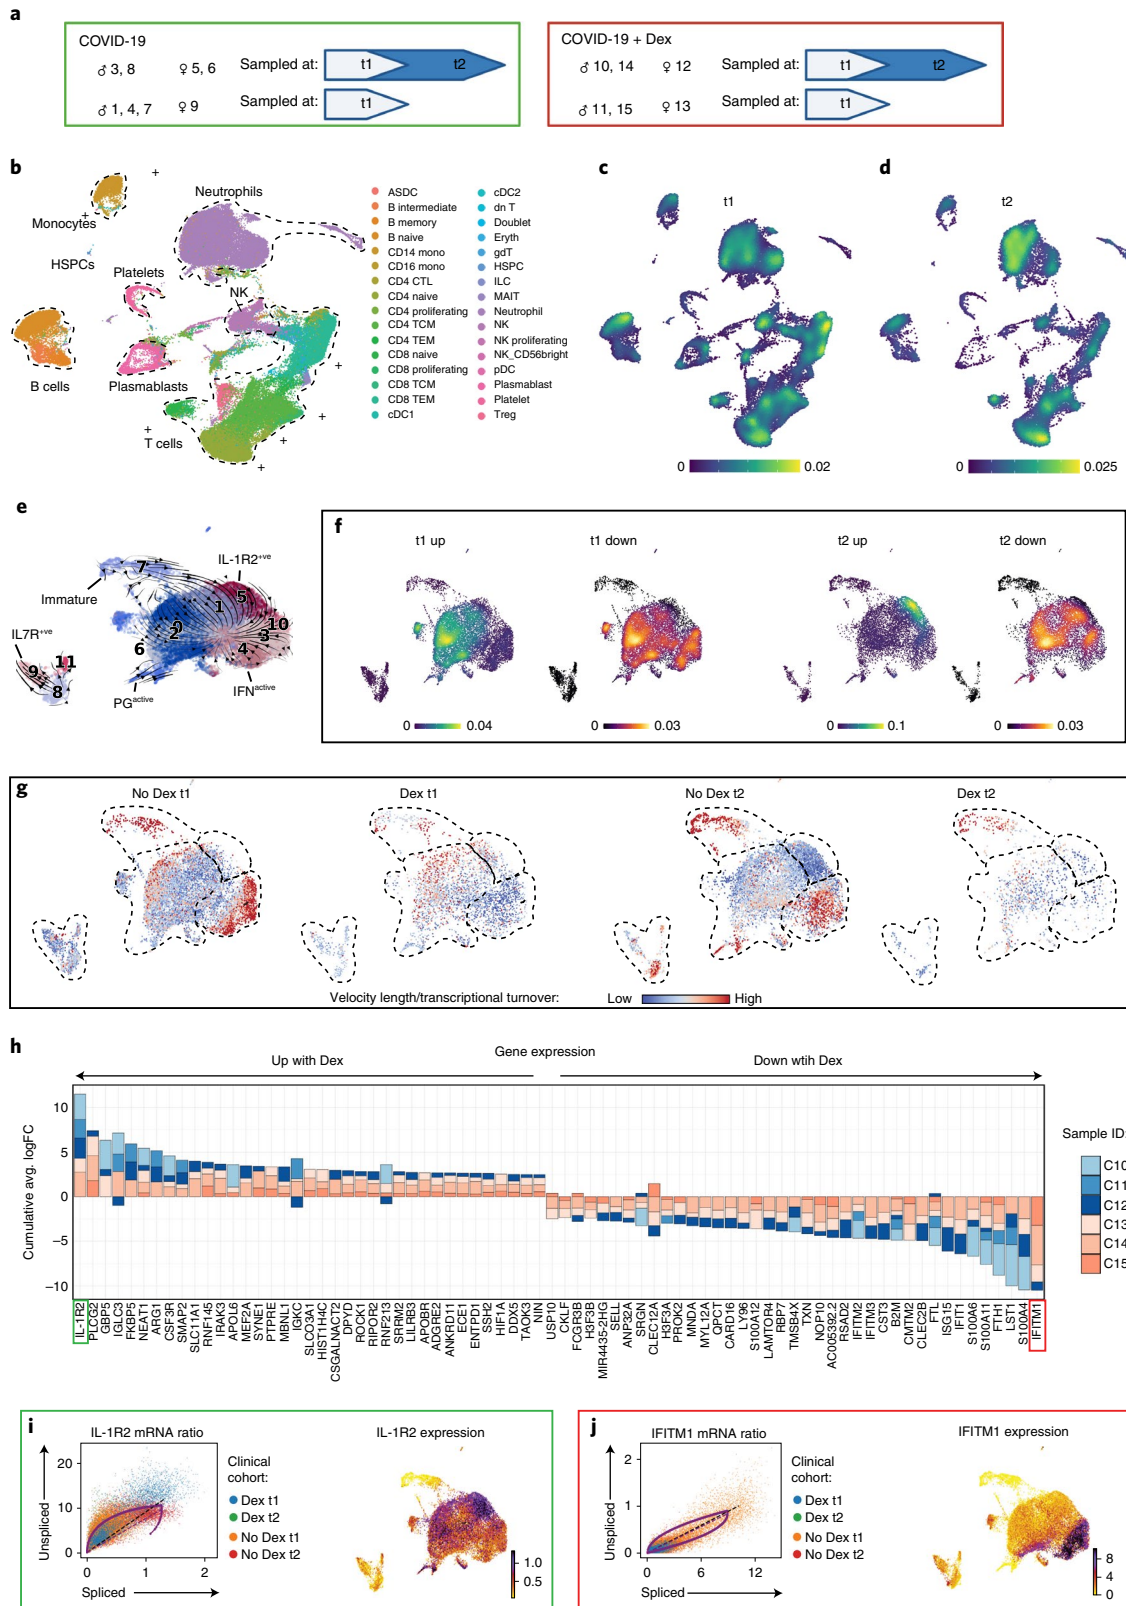 a
COVID-19
♂ 3, 8
♀ 5, 6
Sampled at:
t1
t2
♂ 1, 4, 7
♀ 9
Sampled at:
t1
COVID-19 + Dex
♂ 10, 14
♀ 12
Sampled at:
t1
t2
♂ 11, 15
♀ 13
Sampled at:
t1
b
Neutrophils
Monocytes
HSPCs
Platelets
NK
B cells
Plasmablasts
T cells
+
+
+
+
+
+
ASDC
B intermediate
B memory
B naive
CD14 mono
CD16 mono
CD4 CTL
CD4 naive
CD4 proliferating
CD4 TCM
CD4 TEM
CD8 naive
CD8 proliferating
CD8 TCM
CD8 TEM
cDC1
cDC2
dn T
Doublet
Eryth
gdT
HSPC
ILC
MAIT
Neutrophil
NK
NK proliferating
NK_CD56bright
pDC
Plasmablast
Platelet
Treg
c
t1
0
0.02
d
t2
0
0.025
e
IL-1R2+ve
Immature
IL7R+ve
PGactive
IFNactive
7
1
5
0
2
10
3
6
4
9
11
8
f
t1 up
t1 down
t2 up
t2 down
0
0.04
0
0.03
0
0.1
0
0.03
g
No Dex t1
Dex t1
No Dex t2
Dex t2
Velocity length/transcriptional turnover:
Low
High
h
Gene expression
Up with Dex
Down wtih Dex
Cumulative avg. logFC
10
5
0
−5
−10
Sample ID:
C10
C11
C12
C13
C14
C15
IL-1R2
PLCG2
GBP5
IGLC3
FKBP5
NEAT1
ARG1
CSF3R
SMAP2
SLC11A1
RNF145
IRAK3
APOL6
MEF2A
SYNE1
PTPRE
MBNL1
IGKC
SLCO3A1
HIST1H4C
CSGALNACT2
DPYD
ROCK1
RIPOR2
RNF213
SRRM2
LILRB3
APOBR
ADGRE2
ANKRD11
ECE1
ENTPD1
SSH2
HIF1A
DDX5
TAOK3
NIN
USP10
CKLF
FCGR3B
H3F3B
MIR4435-2HG
SELL
ANP32A
SRGN
CLEC12A
H3F3A
PROK2
MNDA
MYL12A
QPCT
CARD16
LY96
S100A12
RBP7
LAMTOR4
TMSB4X
TXN
NOP10
AC005392.2
RSAD2
IFITM2
IFITM3
CST3
B2M
CMTM2
CLEC2B
FTL
ISG15
IFIT1
S100A6
S100A11
FTH1
LST1
S100A4
IFITM1
i
IL-1R2 mRNA ratio
Unspliced
20
10
0
0
1
2
Spliced
Clinical
cohort:
Dex t1
Dex t2
No Dex t1
No Dex t2
IL-1R2 expression
1.0
0.5
j
IFITM1 mRNA ratio
Unspliced
2
1
0
0
6
12
Spliced
Clinical
cohort:
Dex t1
Dex t2
No Dex t1
No Dex t2
IFITM1 expression
8
4
0